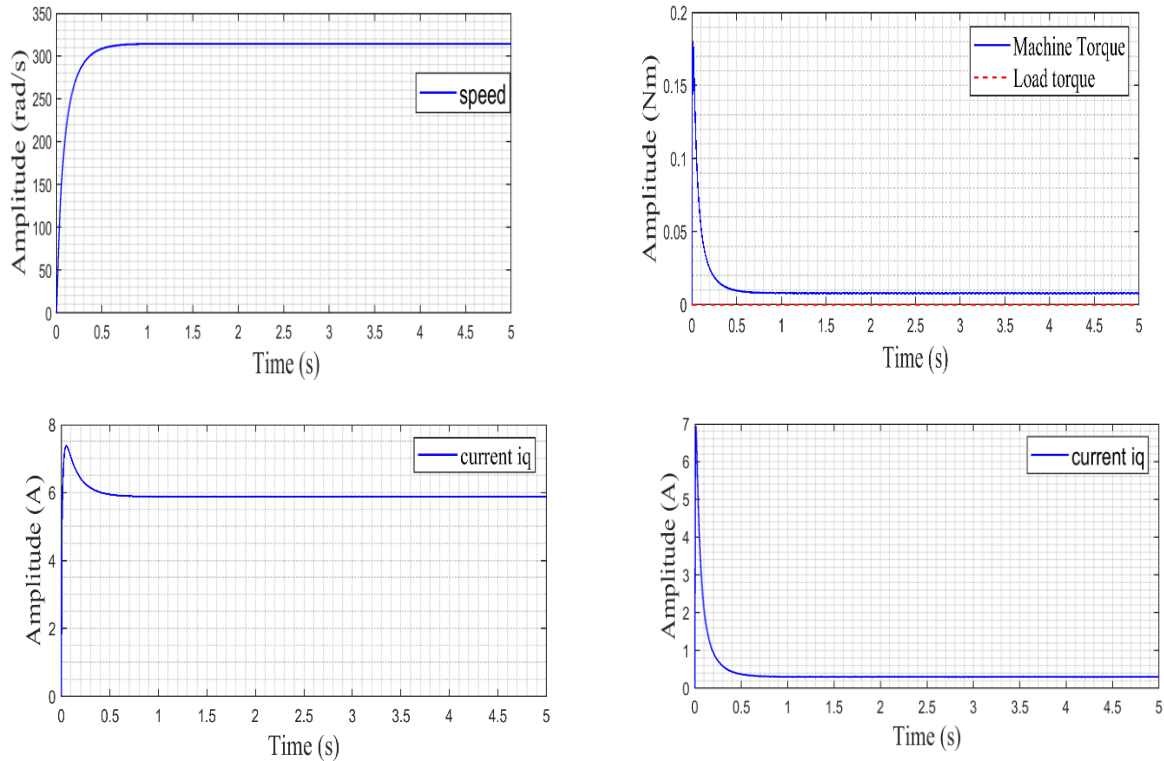 350
300
250
200
150
100
50
0
Amplitude (rad/s)
speed
0 0.5 1 1.5 2 2.5 3 3.5 4 4.5 5
Time (s)
0.2
0.15
0.1
0.05
0
Amplitude (Nm)
Machine Torque
Load torque
0 0.5 1 1.5 2 2.5 3 3.5 4 4.5 5
Time (s)
8
6
4
2
0
Amplitude (A)
current iq
0 0.5 1 1.5 2 2.5 3 3.5 4 4.5 5
Time (s)
7
6
5
4
3
2
1
0
Amplitude (A)
current iq
0 0.5 1 1.5 2 2.5 3 3.5 4 4.5 5
Time (s)